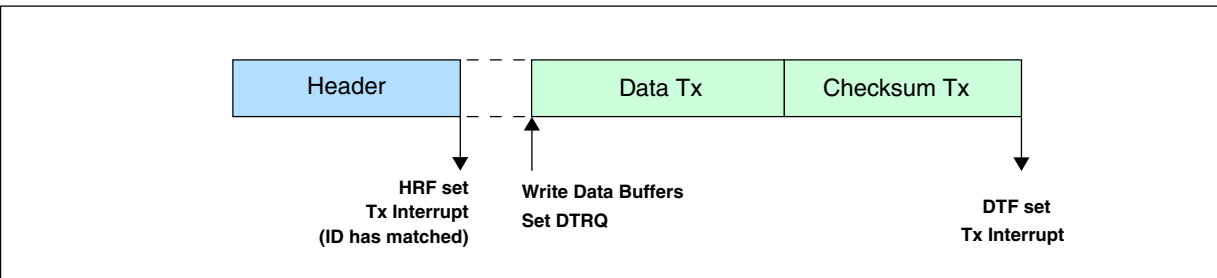 Header
Data Tx
Checksum Tx
HRF set
Tx Interrupt
(ID has matched)
Write Data Buffers
Set DTRQ
DTF set
Tx Interrupt